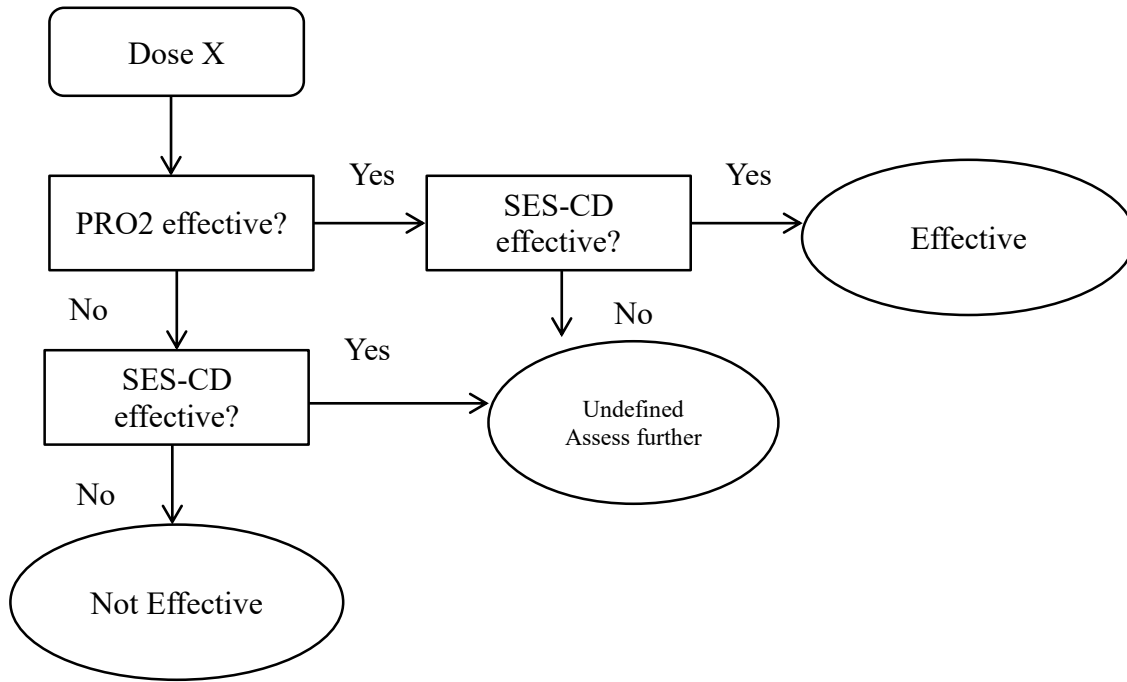 Dose X
PRO2 effective?
Yes
SES-CD
effective?
Yes
Effective
No
No
SES-CD
effective?
Yes
Undefined
Assess further
No
Not Effective